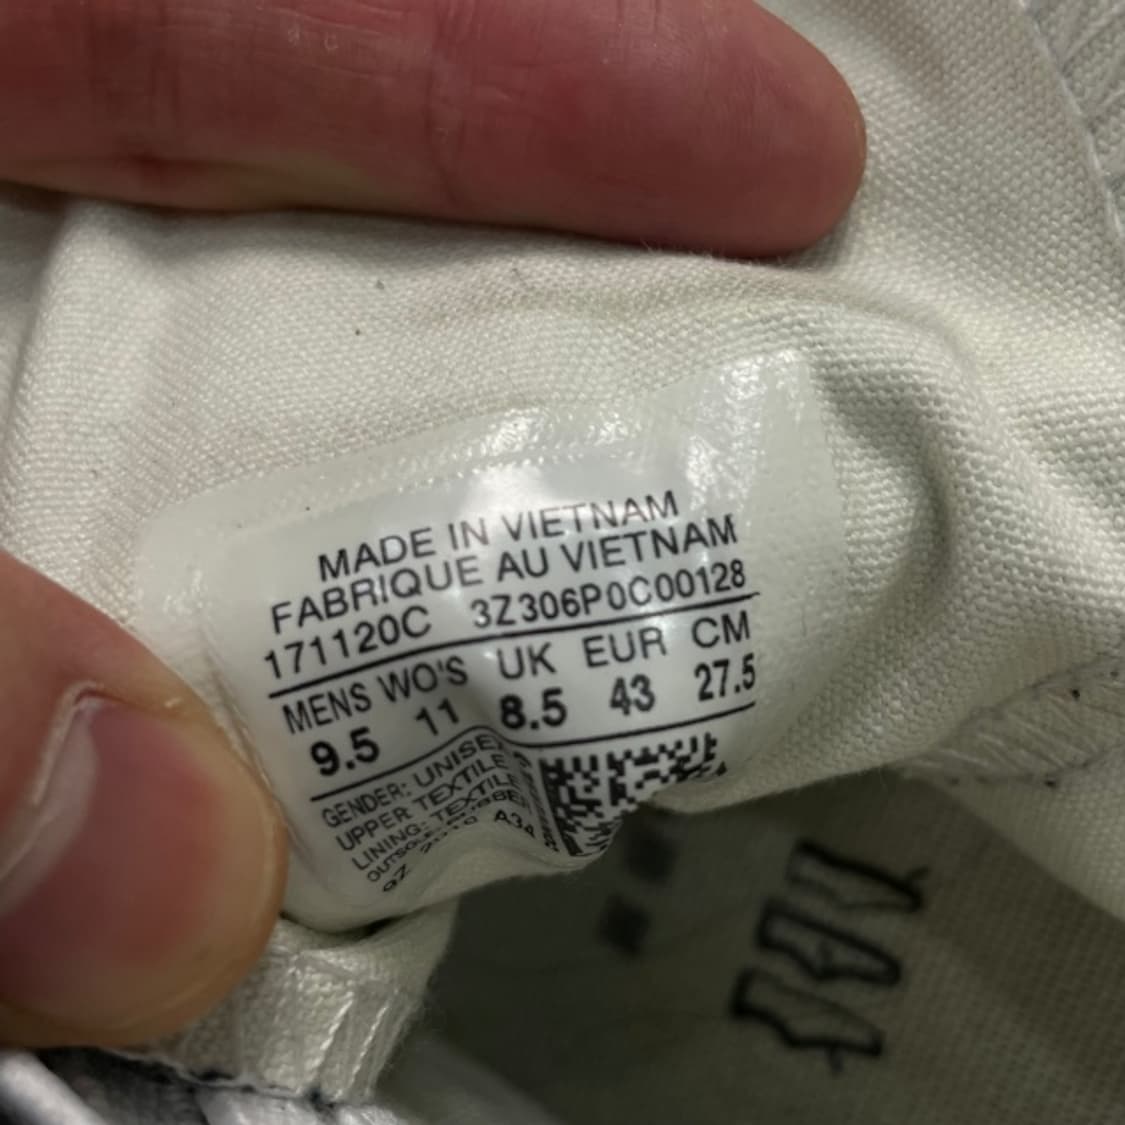 MADE IN VIETNAM
FABRIQUE AU VIETNAM
171120C 3Z306P0C00128
MENS WO'S UK EUR CM
9.5 11 8.5 43 27.5
GENDER: UNISEX
UPPER: TEXTILE
LINING: TEXTILE
A34